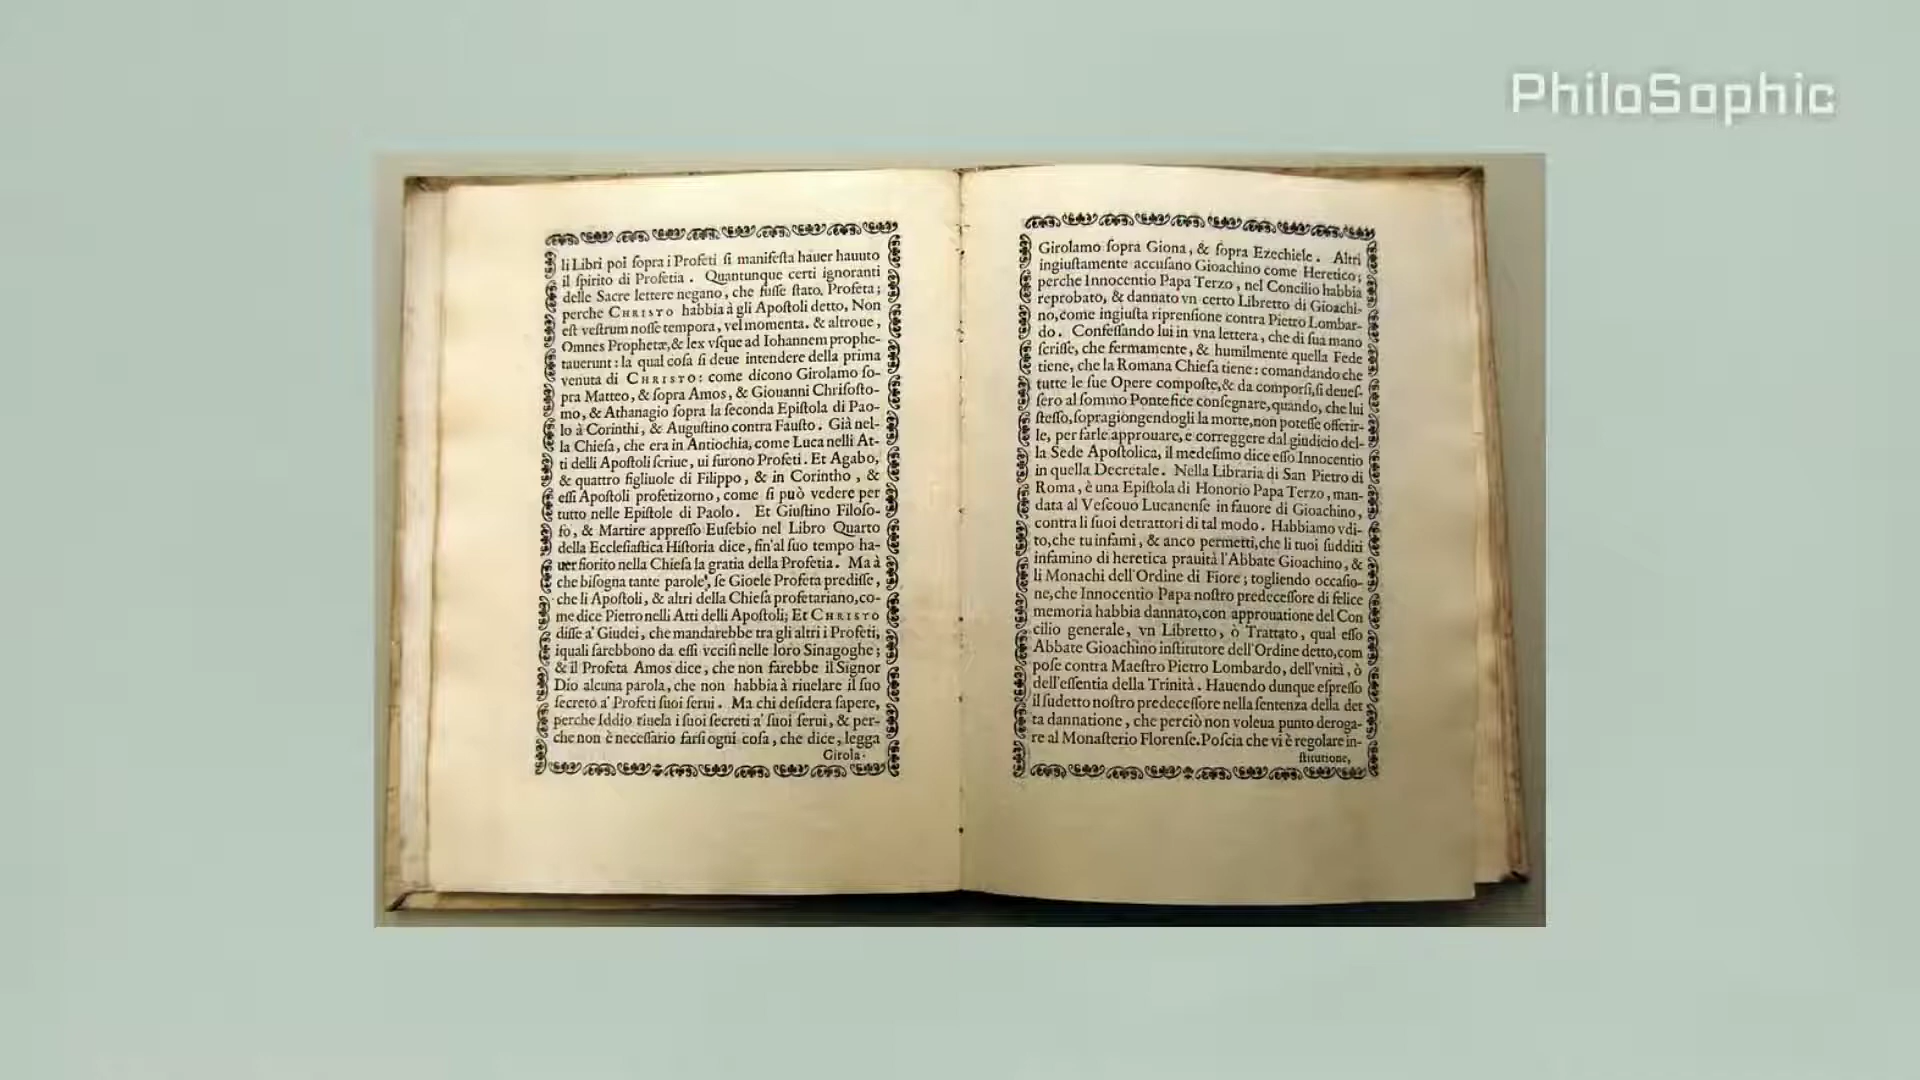 PhiloSophic
li Libri poi ſopra i Profeti ſi manifeſta hauer hauuto
il ſpirito di Profetia. Quantunque certi ignoranti
delle Sacre lettere negano, che fuſſe ſtato, Profeta;
perche CHRISTO habbia à gli Apoſtoli detto, Non
eſt veſtrum noſſe tempora, vel momenta. & altroue,
Omnes Prophetæ, & lex vſque ad Iohannem prophe-
tauerunt: la qual coſa ſi deue intendere della prima
venuta di CHRISTO: come dicono Girolamo ſo-
pra Matteo, & ſopra Amos, & Giouanni Chriſoſto-
mo, & Athanagio ſopra la ſeconda Epiſtola di Pao-
lo à Corinthi, & Auguſtino contra Fauſto. Già nel-
la Chieſa, che era in Antiochia, come Luca nelli At-
ti delli Apoſtoli ſcriue, ui furono Profeti. Et Agabo,
& quattro figliuole di Filippo, & in Corintho, &
eſſi Apoſtoli profetizorno, come ſi può vedere per
tutto nelle Epiſtole di Paolo. Et Giuſtino Filoſo-
fo, & Martire appreſſo Euſebio nel Libro Quarto
della Eccleſiaſtica Hiſtoria dice, fin'al ſuo tempo ha-
uer fiorito nella Chieſa la gratia della Profetia. Ma à
che biſogna tante parole, ſe Gioele Profeta prediſſe,
che li Apoſtoli, & altri della Chieſa profetariano, co-
me dice Pietro nelli Atti delli Apoſtoli; Et CHRISTO
diſſe a' Giudei, che mandarebbe tra gli altri i Profeti,
iquali ſarebbono da eſſi vcciſi nelle loro Sinagoghe;
& il Profeta Amos dice, che non farebbe il Signor
Dio alcuna parola, che non habbia à riuelare il ſuo
ſecreto a' Profeti ſuoi ſerui. Ma chi deſidera ſapere,
perche Iddio riuela i ſuoi ſecreti a' ſuoi ſerui, & per-
che non è neceſſario farſi ogni coſa, che dice, legga
Girola-
Girolamo ſopra Giona, & ſopra Ezechiele. Altri
ingiuſtamente accuſano Gioachino come Heretico;
perche Innocentio Papa Terzo, nel Concilio habbia
reprobato, & dannato vn certo Libretto di Gioachi-
no, come ingiuſta riprenſione contra Pietro Lombar-
do. Confeſſando lui in vna lettera, che di ſua mano
ſcriſſe, che fermamente, & humilmente quella Fede
tiene, che la Romana Chieſa tiene: comandando che
tutte le ſue Opere compoſte, & da comporſi, ſi deueſ-
ſero al ſommo Pontefice conſegnare, quando, che lui
ſteſſo, ſopragiongendogli la morte, non poteſſe offerir-
le, per farle approuare, e correggere dal giudicio del-
la Sede Apoſtolica, il medeſimo dice eſſo Innocentio
in quella Decretale. Nella Libraria di San Pietro di
Roma, è una Epiſtola di Honorio Papa Terzo, man-
data al Veſcouo Lucanenſe in fauore di Gioachino,
contra li ſuoi detrattori di tal modo. Habbiamo vdi-
to, che tu infami, & anco permetti, che li tuoi ſudditi
infamino di heretica prauità l'Abbate Gioachino, &
li Monachi dell'Ordine di Fiore; togliendo occaſio-
ne, che Innocentio Papa noſtro predeceſſore di felice
memoria habbia dannato, con approuatione del Con
cilio generale, vn Libretto, ò Trattato, qual eſſo
Abbate Gioachino inſtitutore dell'Ordine detto, com
poſe contra Maeſtro Pietro Lombardo, dell'vnità, ò
dell'eſſentia della Trinità. Hauendo dunque eſpreſſo
il ſudetto noſtro predeceſſore nella ſentenza della det
ta dannatione, che perciò non voleua punto deroga-
re al Monaſterio Florenſe. Poſcia che vi è regolare in-
ſtitutione,